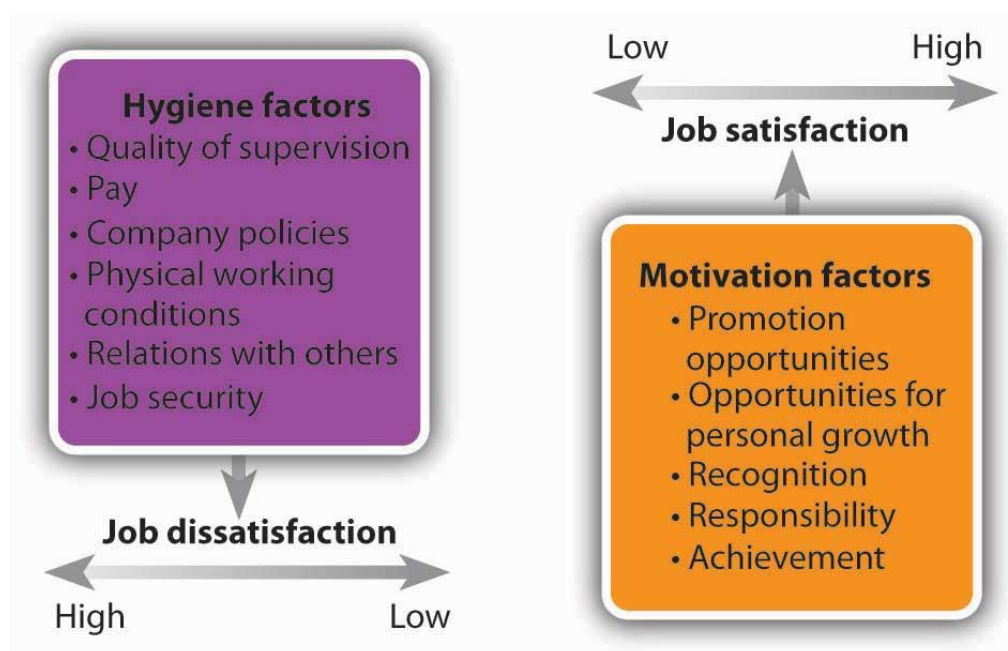 Hygiene factors
• Quality of supervision
• Pay
• Company policies
• Physical working
conditions
• Relations with others
• Job security
Job dissatisfaction
High Low
Low High
Job satisfaction
Motivation factors
• Promotion
opportunities
• Opportunities for
personal growth
• Recognition
• Responsibility
• Achievement